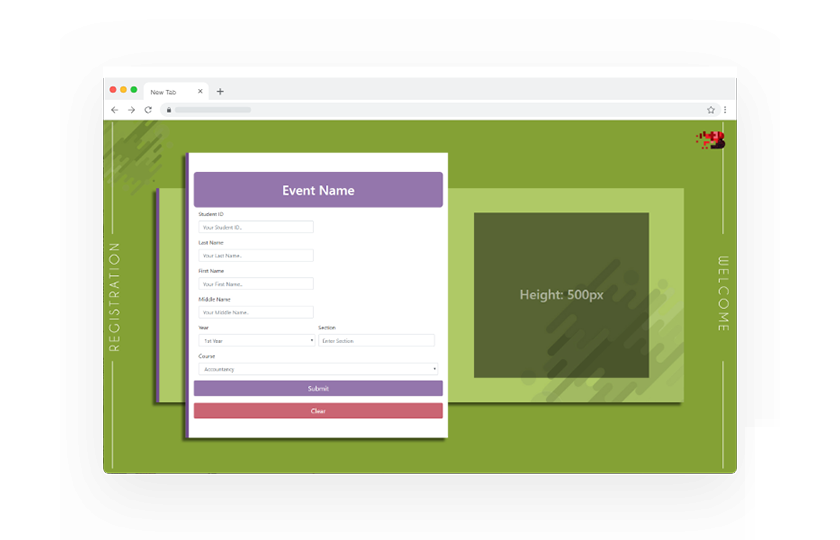 New Tab
REGISTRATION
Event Name
Student ID
Your Student ID..
Last Name
Your Last Name..
First Name
Your First Name..
Middle Name
Your Middle Name..
Year Section
1st Year Enter Section
Course
Accountancy
Submit
Clear
Height: 500px
WELCOME